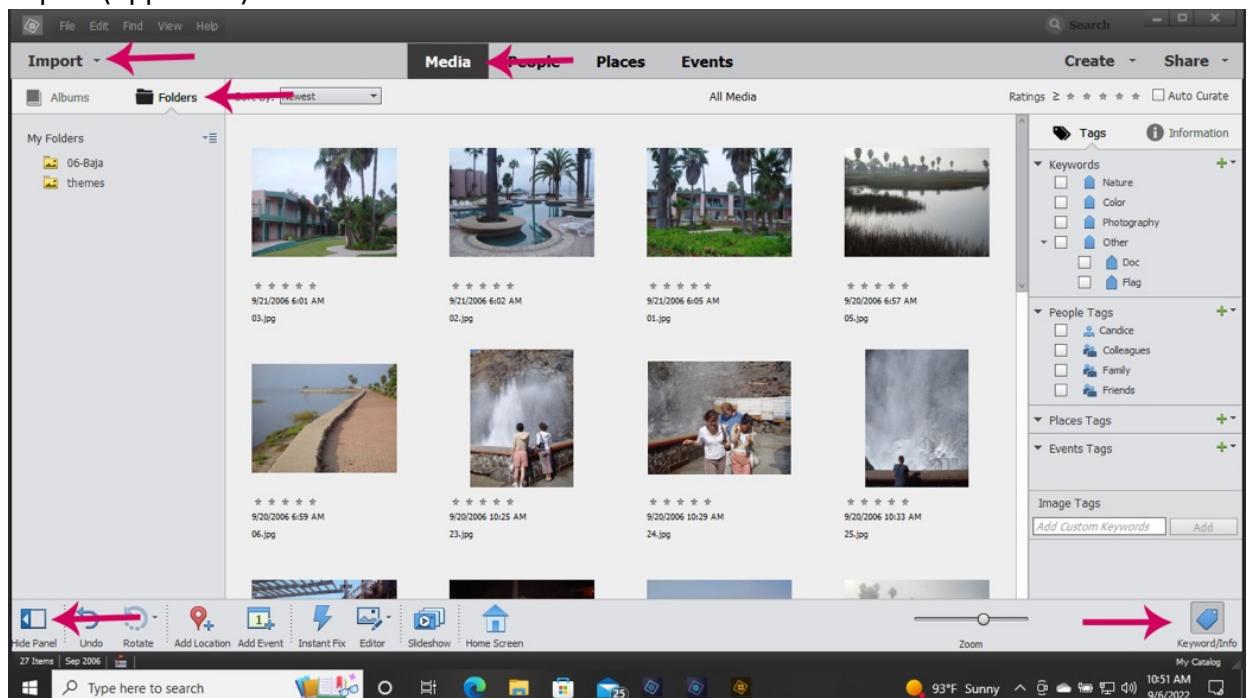 File Edit Find View Help
Search
Import
Media People Places Events
Create Share
Albums Folders
Newest
All Media
Ratings ≥
Auto Curate
My Folders
06-Baja
themes
Tags Information
Keywords
Nature
Color
Photography
Other
Doc
Flag
People Tags
Candice
Colleagues
Family
Friends
Places Tags
Events Tags
Image Tags
Add Custom Keywords Add
9/21/2006 6:01 AM
03.jpg
9/21/2006 6:02 AM
02.jpg
9/21/2006 6:05 AM
01.jpg
9/20/2006 6:57 AM
05.jpg
9/20/2006 6:59 AM
06.jpg
9/20/2006 10:25 AM
23.jpg
9/20/2006 10:29 AM
24.jpg
9/20/2006 10:33 AM
25.jpg
Hide Panel Undo Rotate Add Location Add Event Instant Fix Editor Slideshow Home Screen Zoom Keyword/Info
27 Items Sep 2006
My Catalog
Type here to search
25
93°F Sunny
10:51 AM
9/6/2022